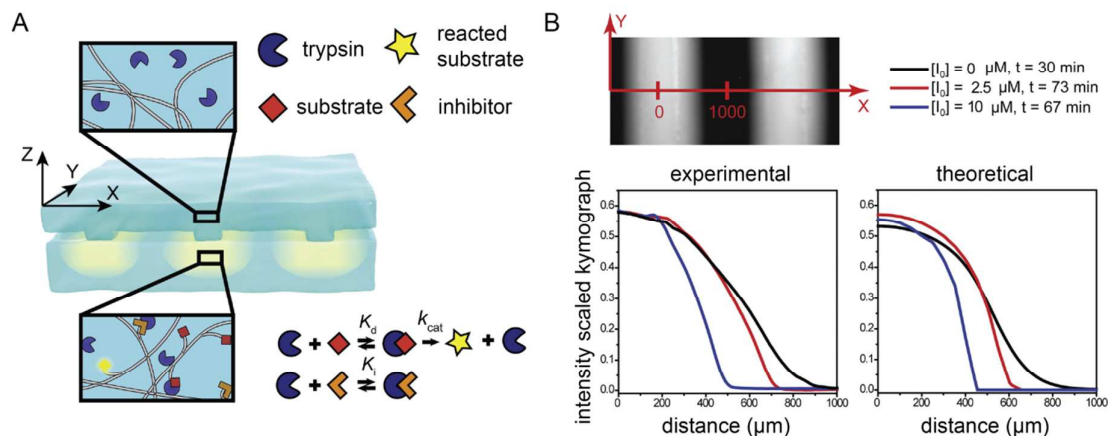 A
trypsin
reacted
substrate
substrate
inhibitor
Z
Y
X
K_d
k_cat
+
+
K_i
+
B
Y
X
0
1000
[I₀] = 0 μM, t = 30 min
[I₀] = 2.5 μM, t = 73 min
[I₀] = 10 μM, t = 67 min
experimental
theoretical
intensity scaled kymograph
0.6
0.5
0.4
0.3
0.2
0.1
0.0
0 200 400 600 800 1000
distance (μm)
0.6
0.5
0.4
0.3
0.2
0.1
0.0
0 200 400 600 800 1000
distance (μm)